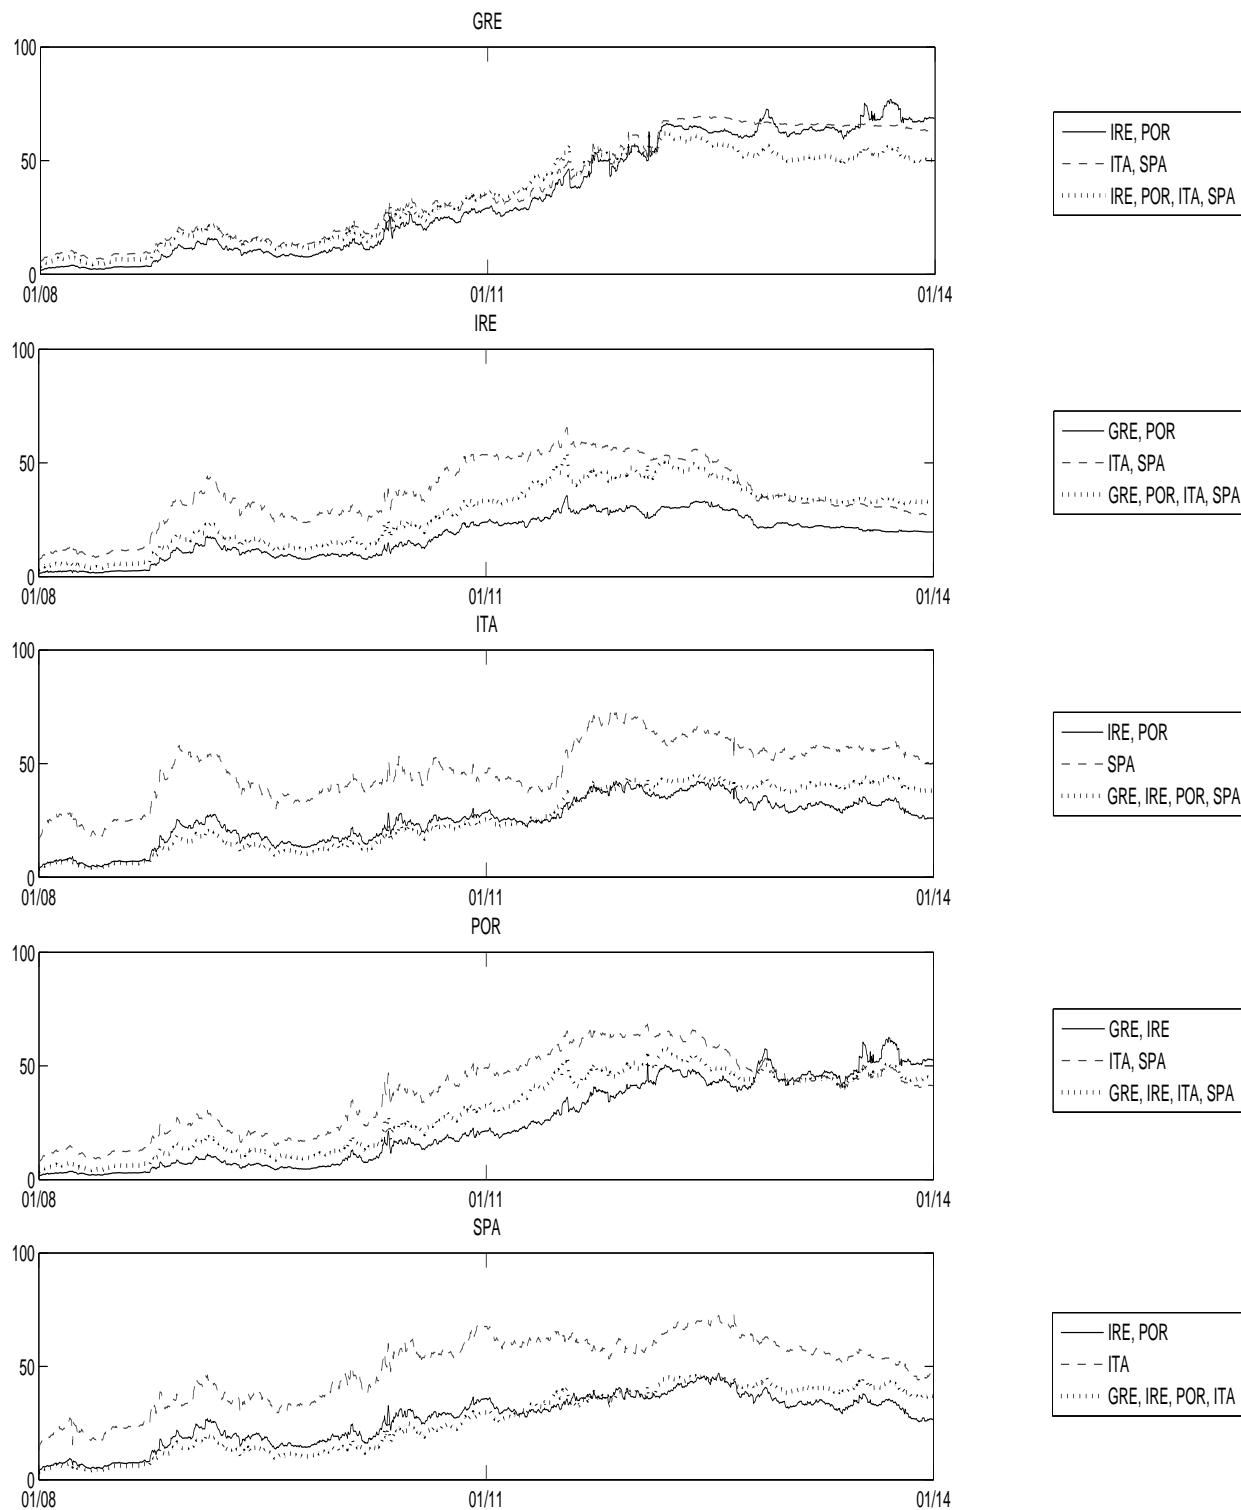 GRE
100
50
0
01/08
01/11
01/14
IRE, POR
ITA, SPA
IRE, POR, ITA, SPA
IRE
100
50
0
01/08
01/11
01/14
GRE, POR
ITA, SPA
GRE, POR, ITA, SPA
ITA
100
50
0
01/08
01/11
01/14
IRE, POR
SPA
GRE, IRE, POR, SPA
POR
100
50
0
01/08
01/11
01/14
GRE, IRE
ITA, SPA
GRE, IRE, ITA, SPA
SPA
100
50
0
01/08
01/11
01/14
IRE, POR
ITA
GRE, IRE, POR, ITA